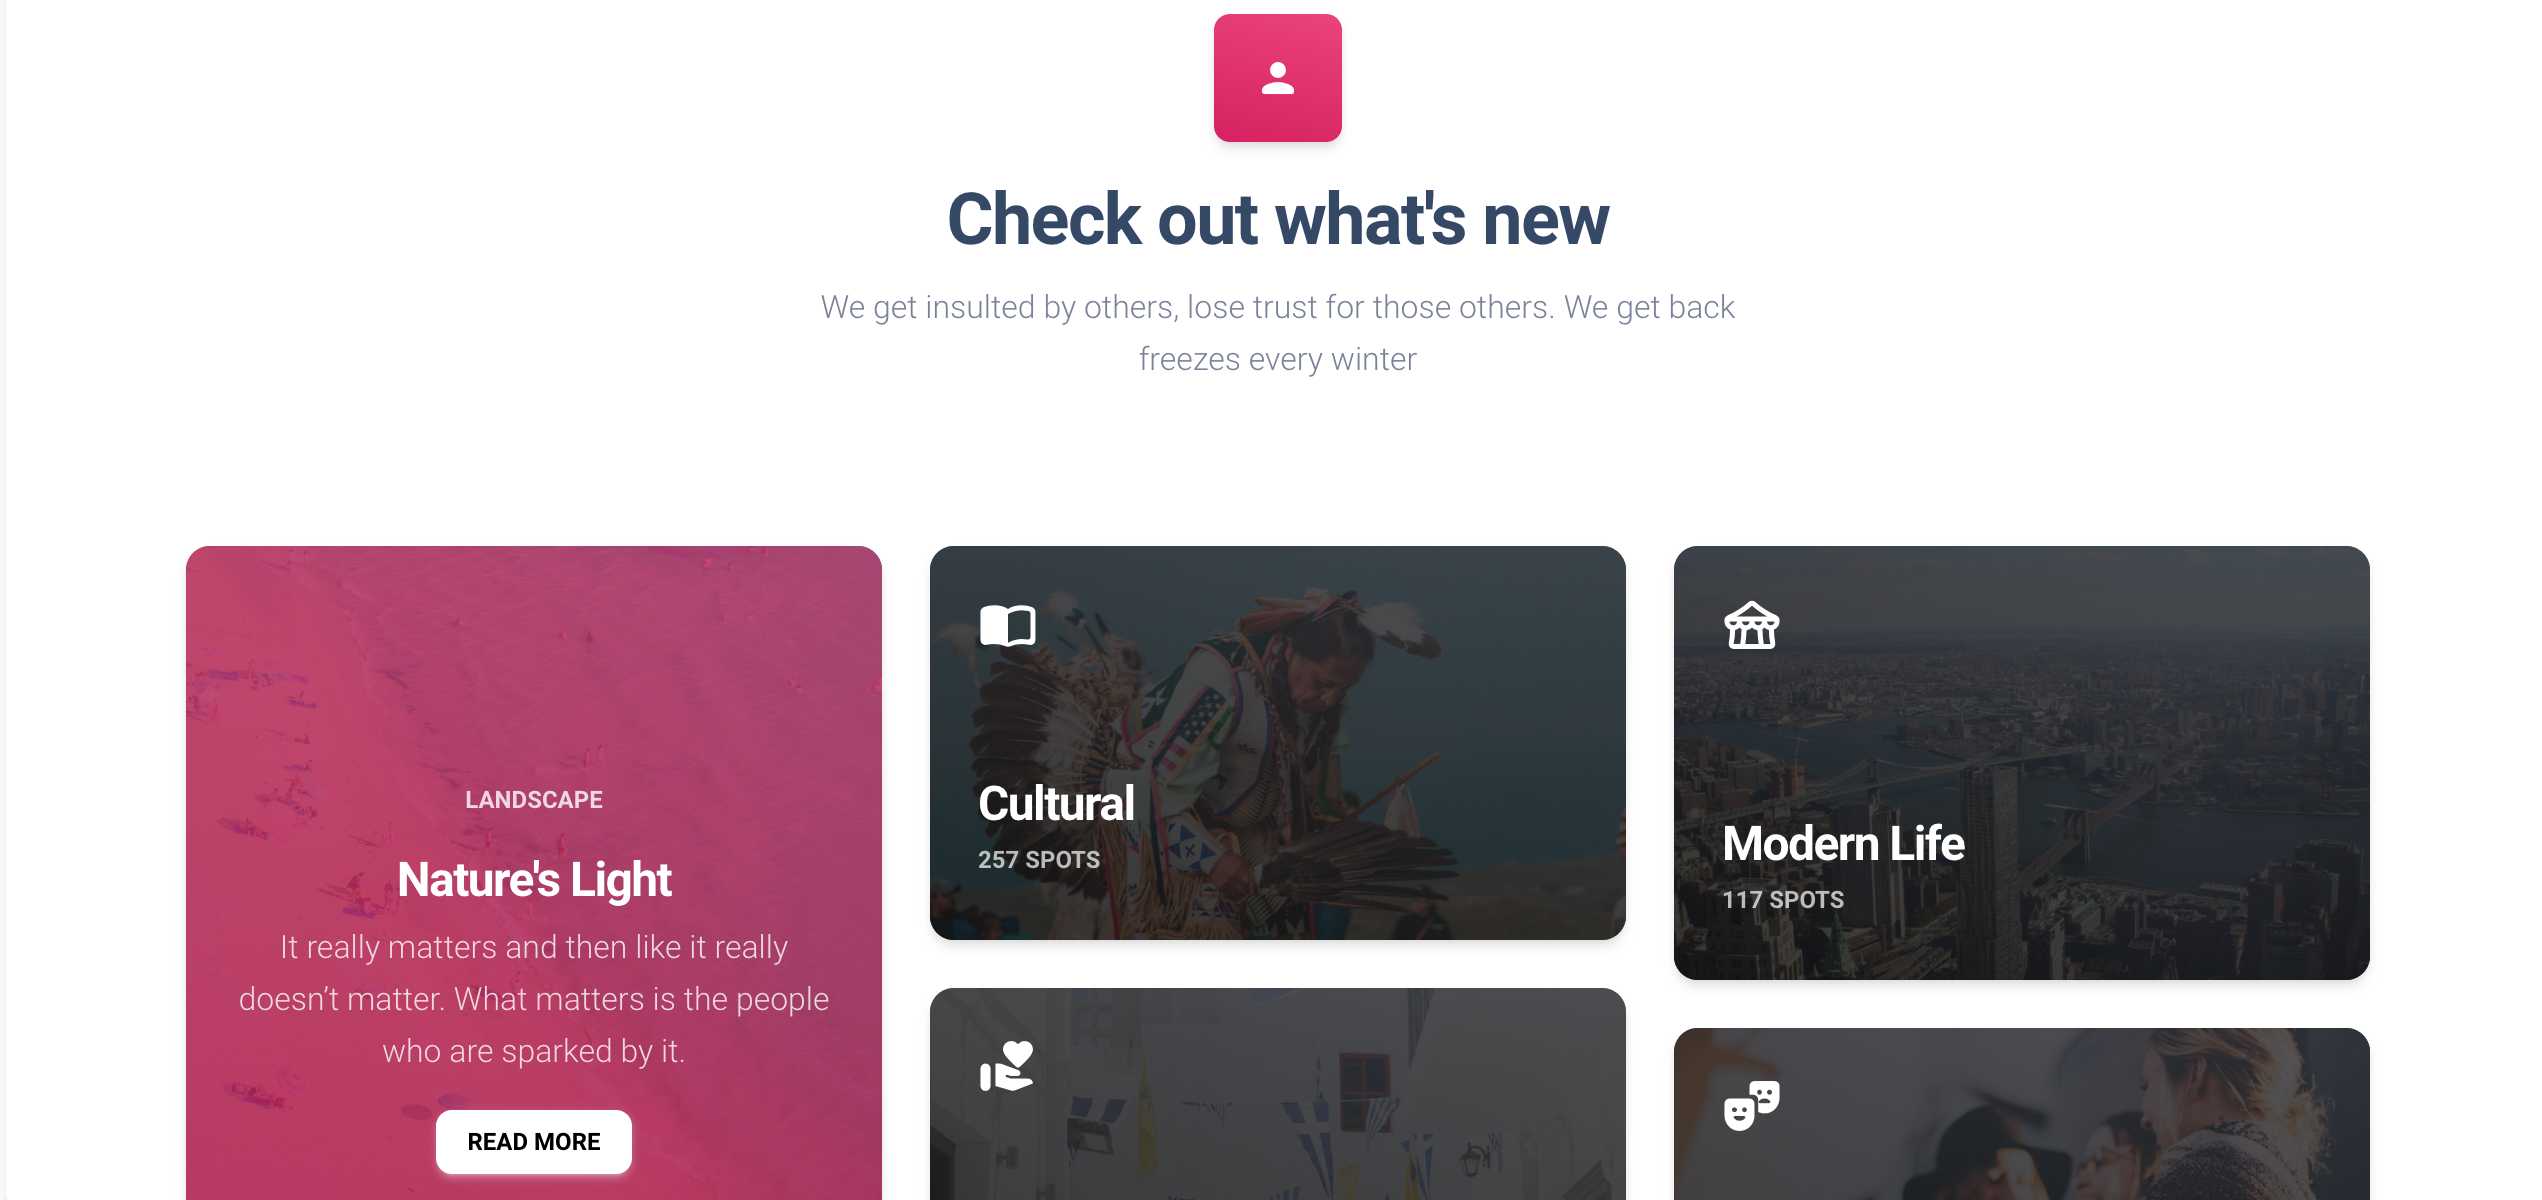 Check out what's new
We get insulted by others, lose trust for those others. We get back
freezes every winter
LANDSCAPE
Nature's Light
It really matters and then like it really
doesn’t matter. What matters is the people
who are sparked by it.
READ MORE
Cultural
257 SPOTS
Modern Life
117 SPOTS